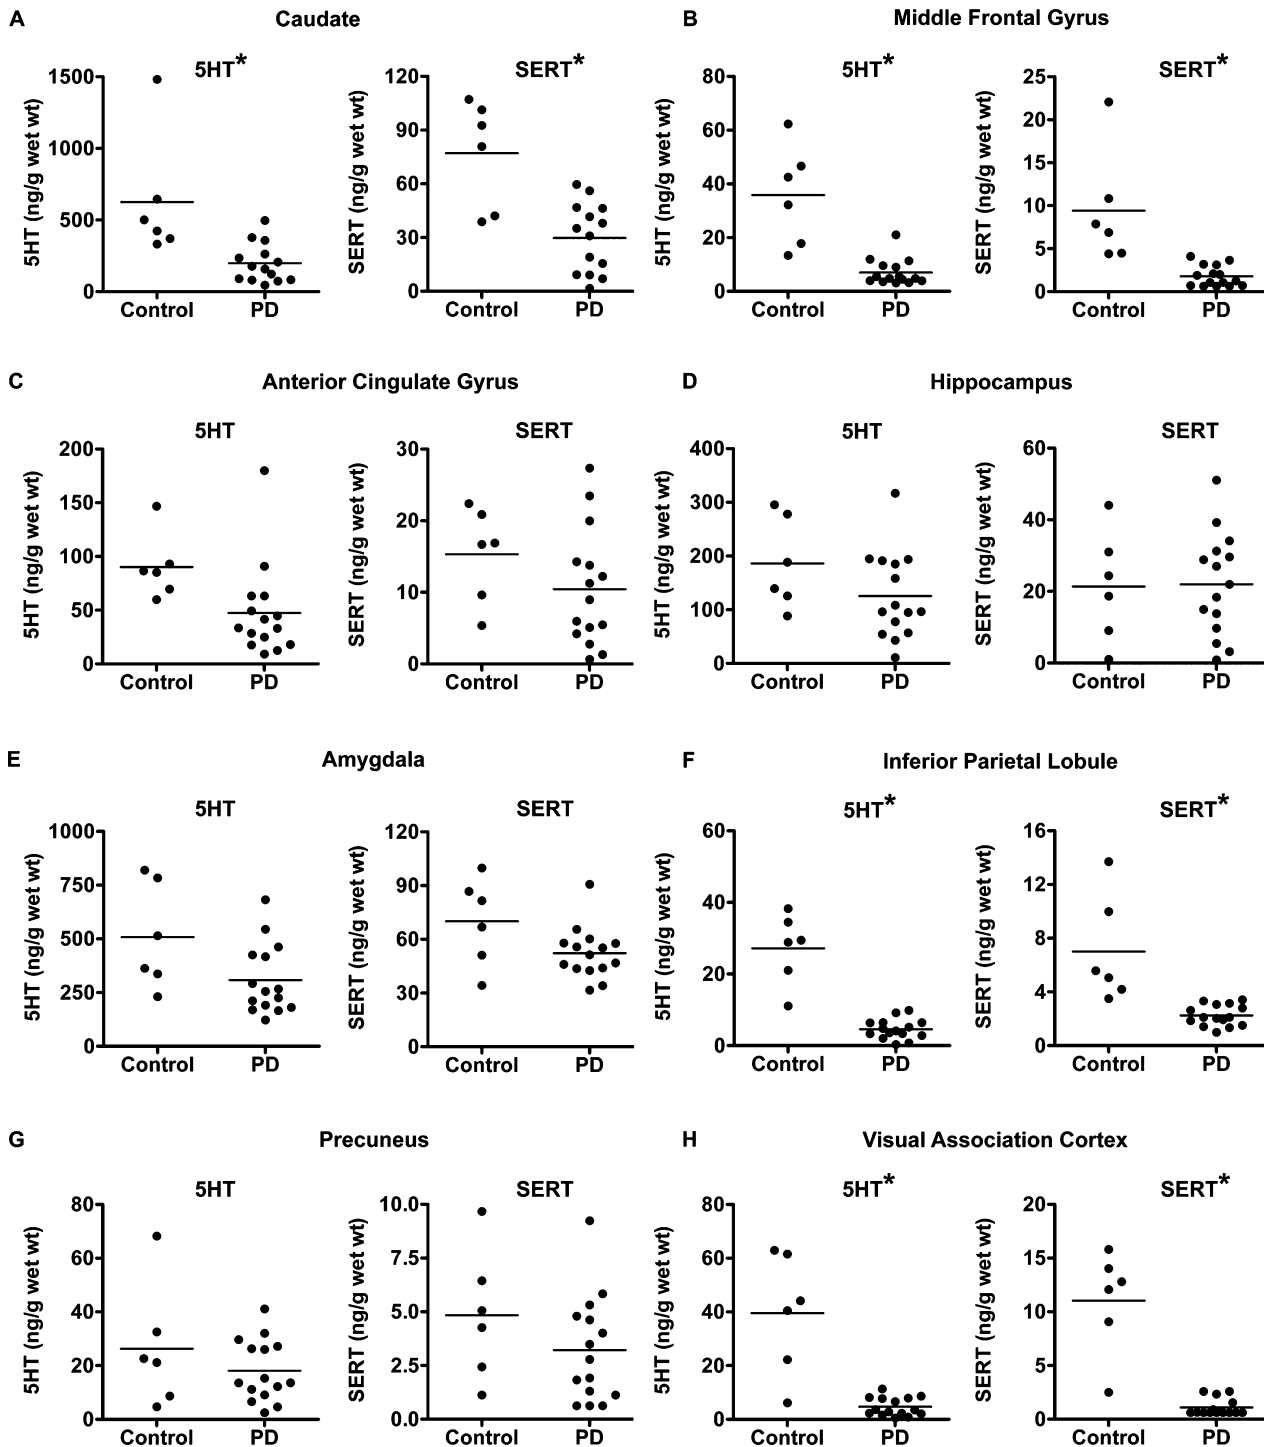 A Caudate
5HT*
5HT (ng/g wet wt)
1500
1000
500
0
Control PD
SERT*
SERT (ng/g wet wt)
120
90
60
30
0
Control PD
B Middle Frontal Gyrus
5HT*
5HT (ng/g wet wt)
80
60
40
20
0
Control PD
SERT*
SERT (ng/g wet wt)
25
20
15
10
5
0
Control PD
C Anterior Cingulate Gyrus
5HT
5HT (ng/g wet wt)
200
150
100
50
0
Control PD
SERT
SERT (ng/g wet wt)
30
20
10
0
Control PD
D Hippocampus
5HT
5HT (ng/g wet wt)
400
300
200
100
0
Control PD
SERT
SERT (ng/g wet wt)
60
40
20
0
Control PD
E Amygdala
5HT
5HT (ng/g wet wt)
1000
750
500
250
0
Control PD
SERT
SERT (ng/g wet wt)
120
90
60
30
0
Control PD
F Inferior Parietal Lobule
5HT*
5HT (ng/g wet wt)
60
40
20
0
Control PD
SERT*
SERT (ng/g wet wt)
16
12
8
4
0
Control PD
G Precuneus
5HT
5HT (ng/g wet wt)
80
60
40
20
0
Control PD
SERT
SERT (ng/g wet wt)
10.0
7.5
5.0
2.5
0.0
Control PD
H Visual Association Cortex
5HT*
5HT (ng/g wet wt)
80
60
40
20
0
Control PD
SERT*
SERT (ng/g wet wt)
20
15
10
5
0
Control PD